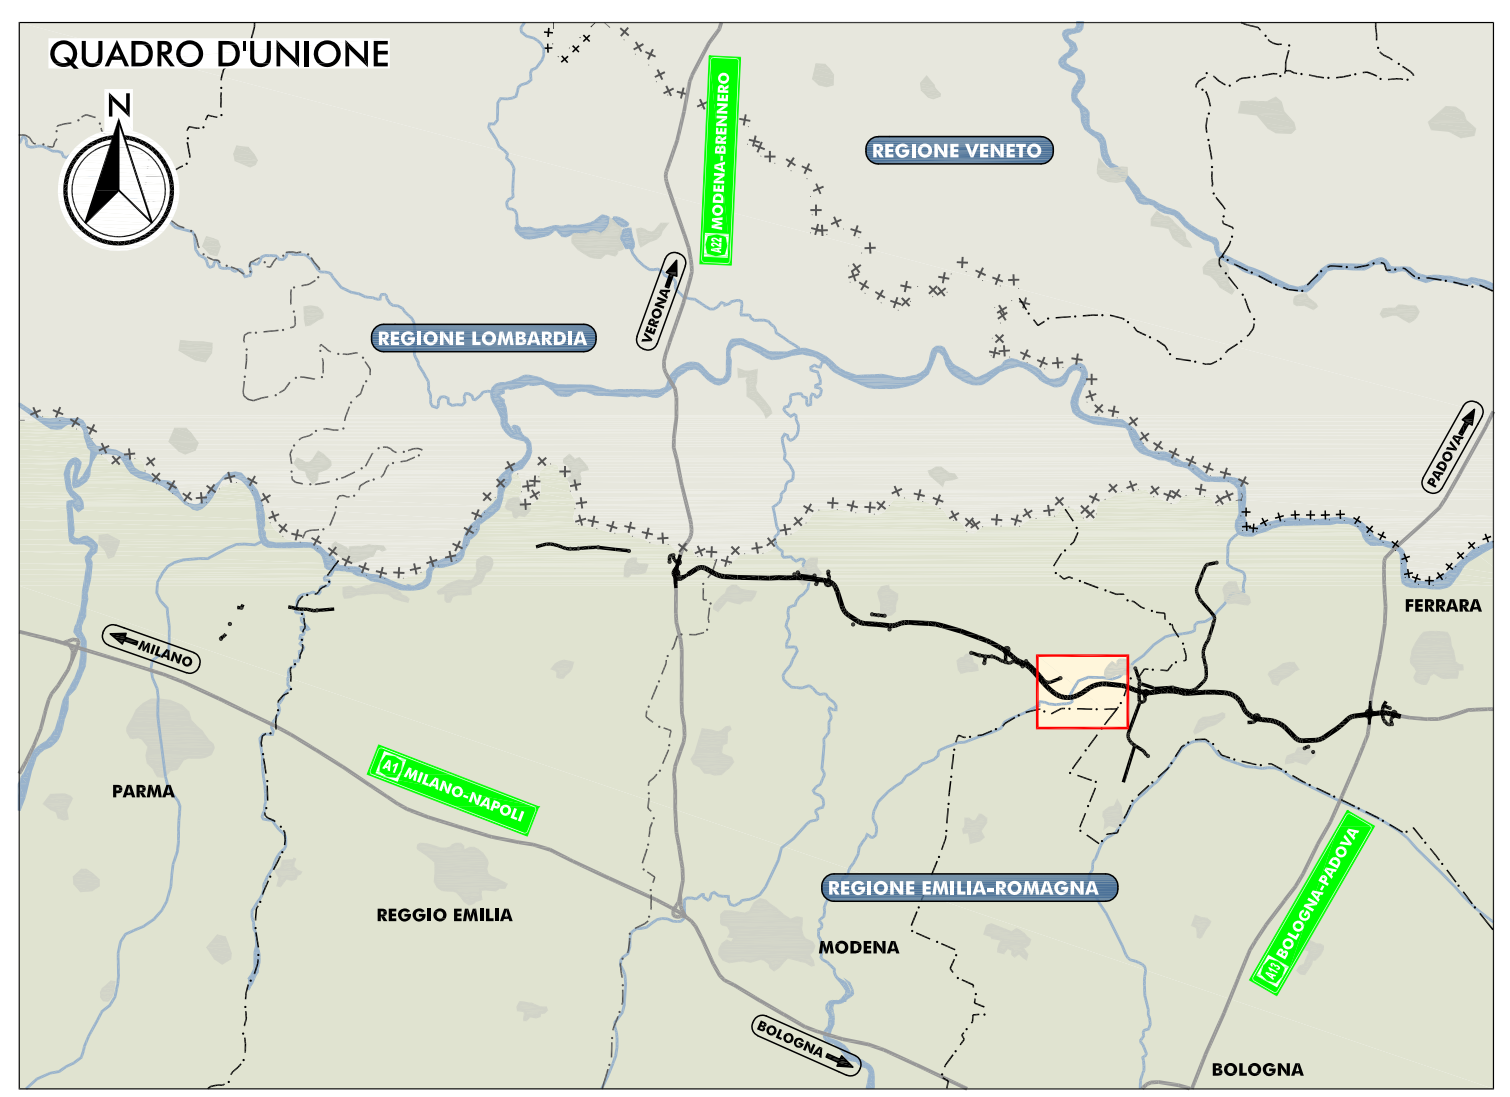 QUADRO D'UNIONE
N
A22 MODENA-BRENNERO
REGIONE VENETO
VERONA
REGIONE LOMBARDIA
PADOVA
FERRARA
MILANO
PARMA
A1 MILANO-NAPOLI
REGGIO EMILIA
REGIONE EMILIA-ROMAGNA
MODENA
A13 BOLOGNA-PADOVA
BOLOGNA
BOLOGNA